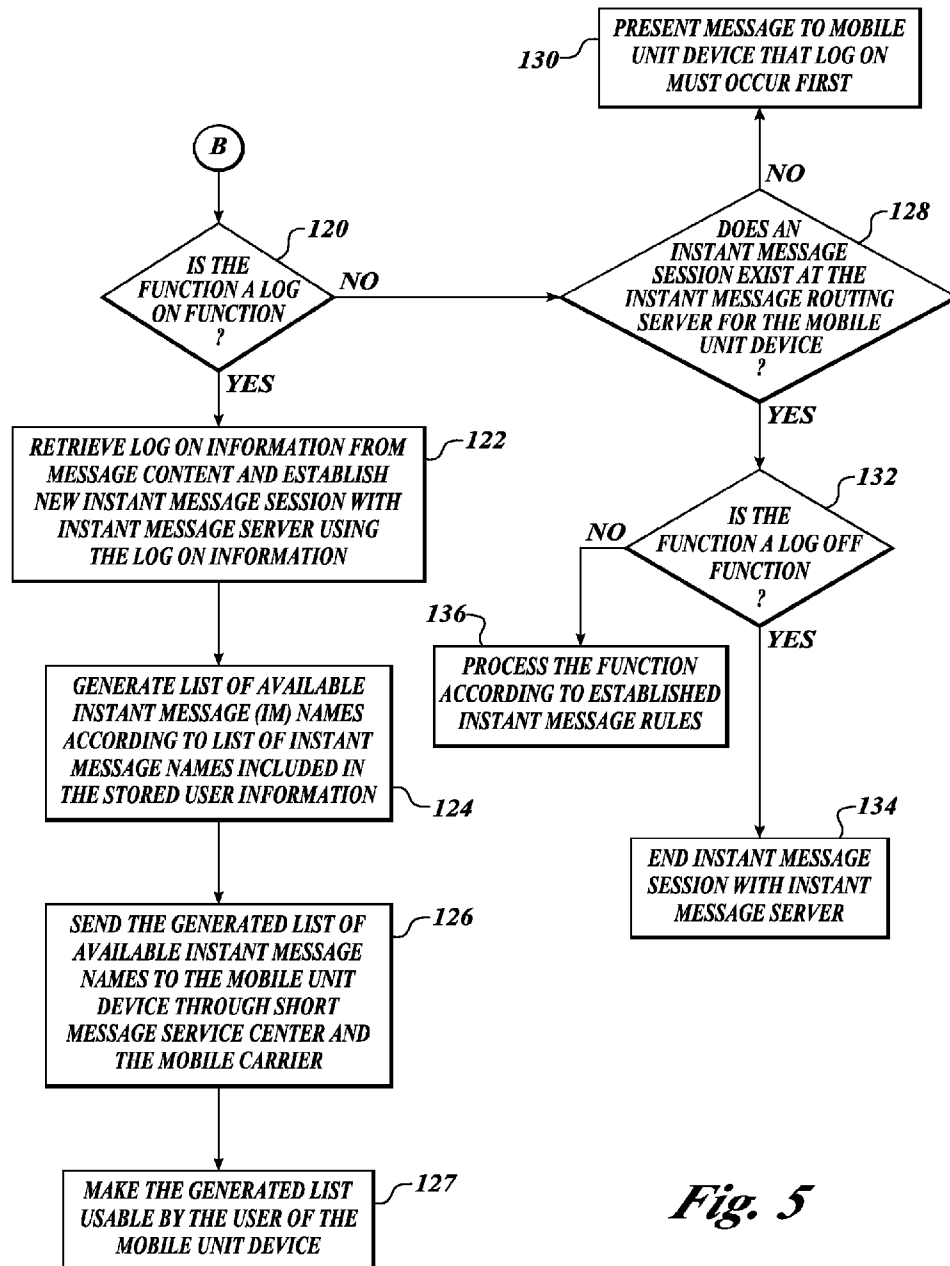 PRESENT MESSAGE TO MOBILE
UNIT DEVICE THAT LOG ON
MUST OCCUR FIRST
130
B
NO
120
IS THE
FUNCTION A LOG
ON FUNCTION
?
NO
YES
128
DOES AN
INSTANT MESSAGE
SESSION EXIST AT THE
INSTANT MESSAGE ROUTING
SERVER FOR THE MOBILE
UNIT DEVICE
?
YES
RETRIEVE LOG ON INFORMATION FROM
MESSAGE CONTENT AND ESTABLISH
NEW INSTANT MESSAGE SESSION WITH
INSTANT MESSAGE SERVER USING
THE LOG ON INFORMATION
122
132
IS THE
FUNCTION A LOG OFF
FUNCTION
?
NO
YES
136
PROCESS THE FUNCTION
ACCORDING TO ESTABLISHED
INSTANT MESSAGE RULES
GENERATE LIST OF AVAILABLE
INSTANT MESSAGE (IM) NAMES
ACCORDING TO LIST OF INSTANT
MESSAGE NAMES INCLUDED IN
THE STORED USER INFORMATION
124
134
END INSTANT MESSAGE
SESSION WITH INSTANT
MESSAGE SERVER
SEND THE GENERATED LIST OF
AVAILABLE INSTANT MESSAGE
NAMES TO THE MOBILE UNIT
DEVICE THROUGH SHORT
MESSAGE SERVICE CENTER AND
THE MOBILE CARRIER
126
MAKE THE GENERATED LIST
USABLE BY THE USER OF THE
MOBILE UNIT DEVICE
127
Fig. 5